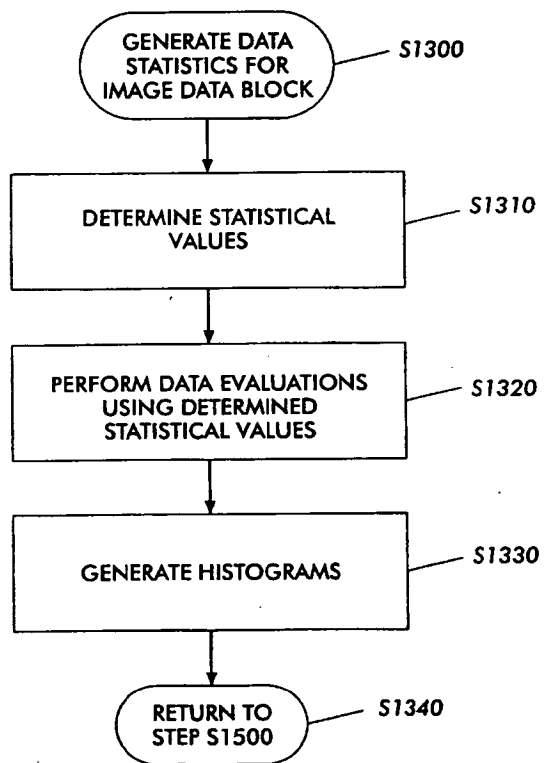 GENERATE DATA
STATISTICS FOR
IMAGE DATA BLOCK
S1300
DETERMINE STATISTICAL
VALUES
S1310
PERFORM DATA EVALUATIONS
USING DETERMINED
STATISTICAL VALUES
S1320
GENERATE HISTOGRAMS
S1330
RETURN TO
STEP S1500
S1340